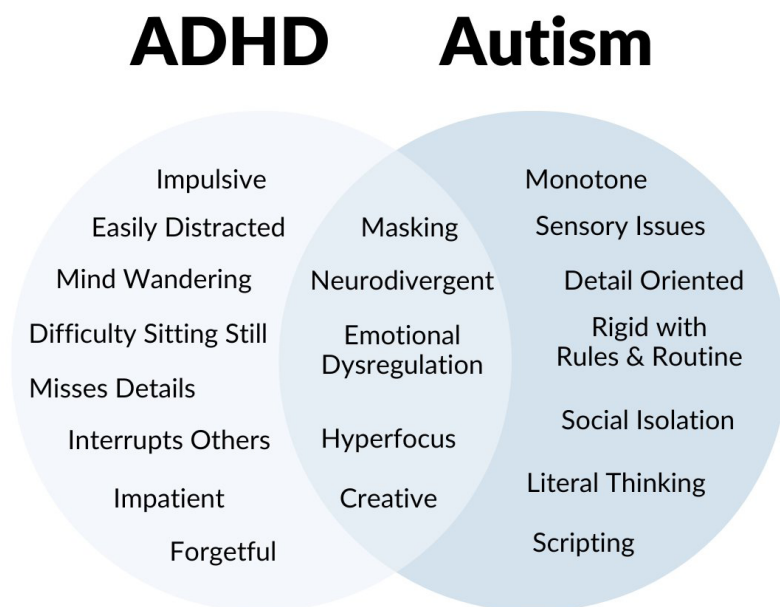 ADHD
Autism
Impulsive
Easily Distracted
Mind Wandering
Difficulty Sitting Still
Misses Details
Interrupts Others
Impatient
Forgetful
Masking
Neurodivergent
Emotional
Dysregulation
Hyperfocus
Creative
Monotone
Sensory Issues
Detail Oriented
Rigid with
Rules & Routine
Social Isolation
Literal Thinking
Scripting